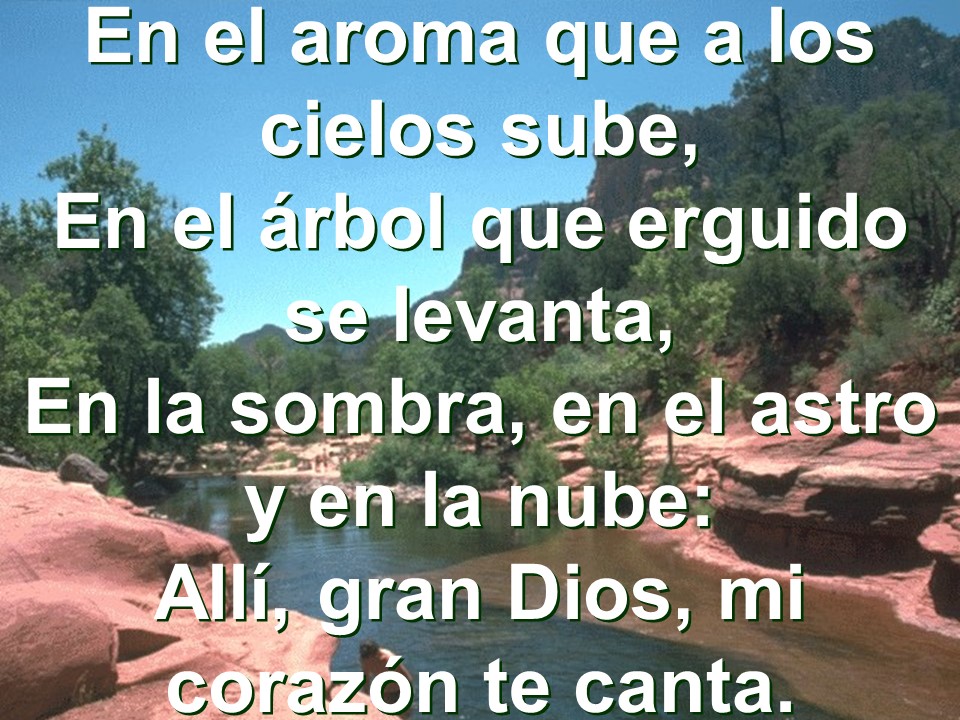 En el aroma que a los
cielos sube,
En el árbol que erguido
se levanta,
En la sombra, en el astro
y en la nube:
Allí, gran Dios, mi
corazón te canta.